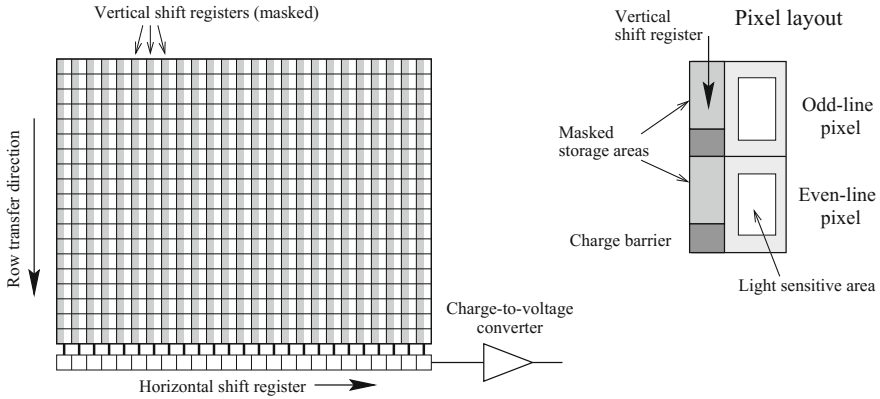 Vertical shift registers (masked)
Row transfer direction
Horizontal shift register
Charge-to-voltage
converter
Vertical
shift register
Pixel layout
Masked
storage areas
Odd-line
pixel
Even-line
pixel
Charge barrier
Light sensitive area